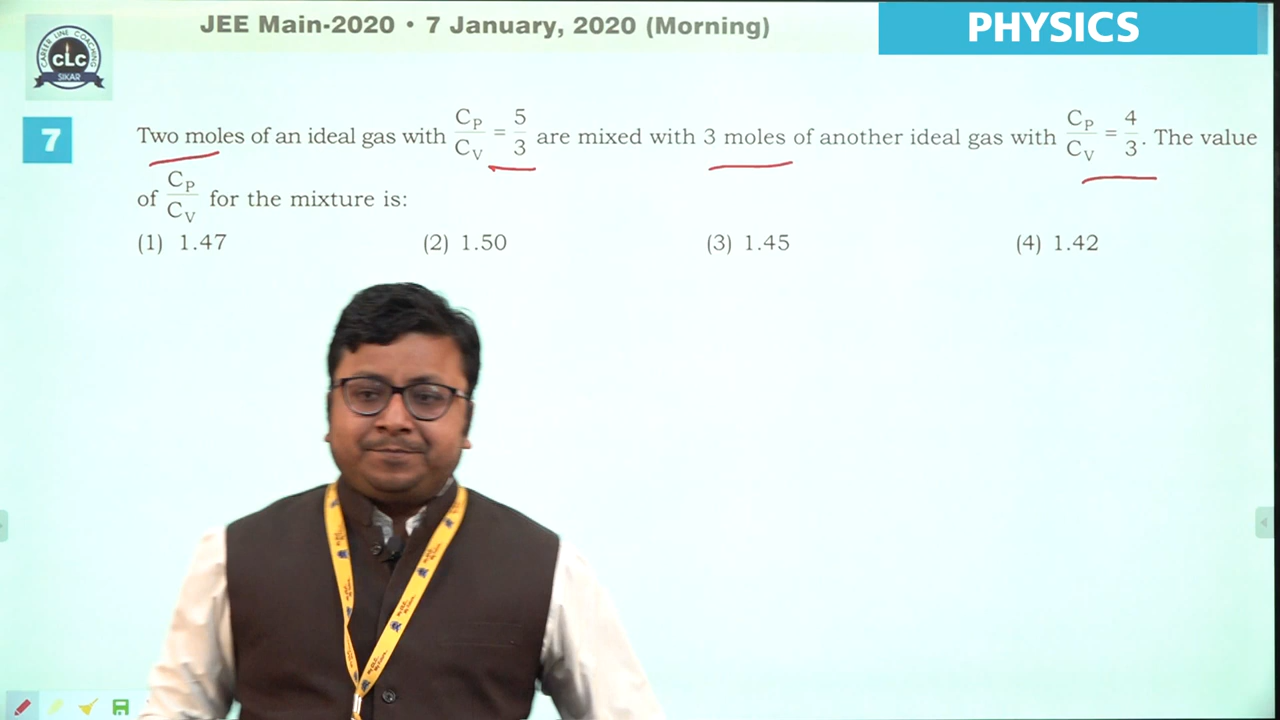 JEE Main-2020 • 7 January, 2020 (Morning)
PHYSICS
CAREER LINE COACHING
CLC
SIKAR
7
Two moles of an ideal gas with C_P/C_V = 5/3 are mixed with 3 moles of another ideal gas with C_P/C_V = 4/3. The value
of C_P/C_V for the mixture is:
(1) 1.47 (2) 1.50 (3) 1.45 (4) 1.42